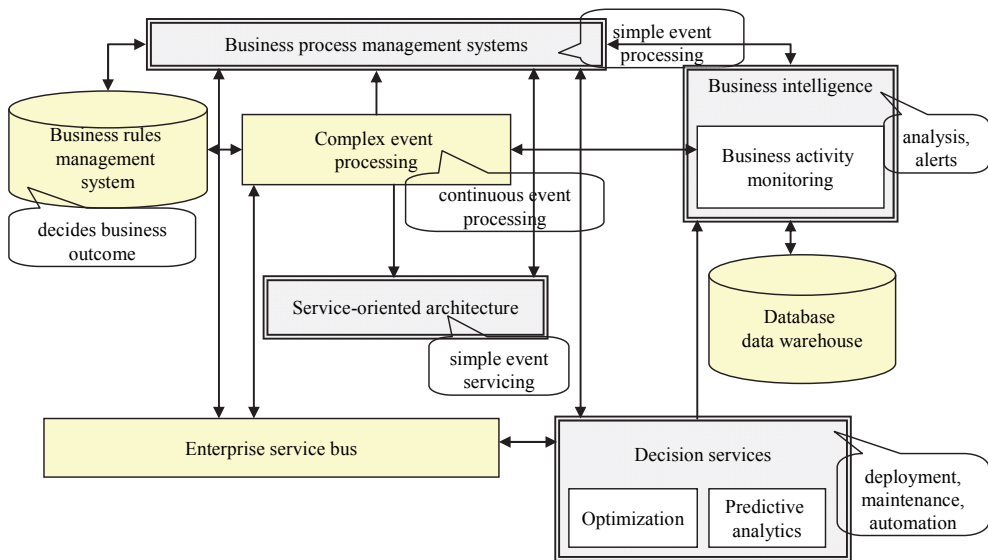 Business process management systems
simple event
processing
Business rules
management
system
decides business
outcome
Complex event
processing
continuous event
processing
Business intelligence
Business activity
monitoring
analysis,
alerts
Service-oriented architecture
simple event
servicing
Database
data warehouse
Enterprise service bus
Decision services
Optimization
Predictive
analytics
deployment,
maintenance,
automation